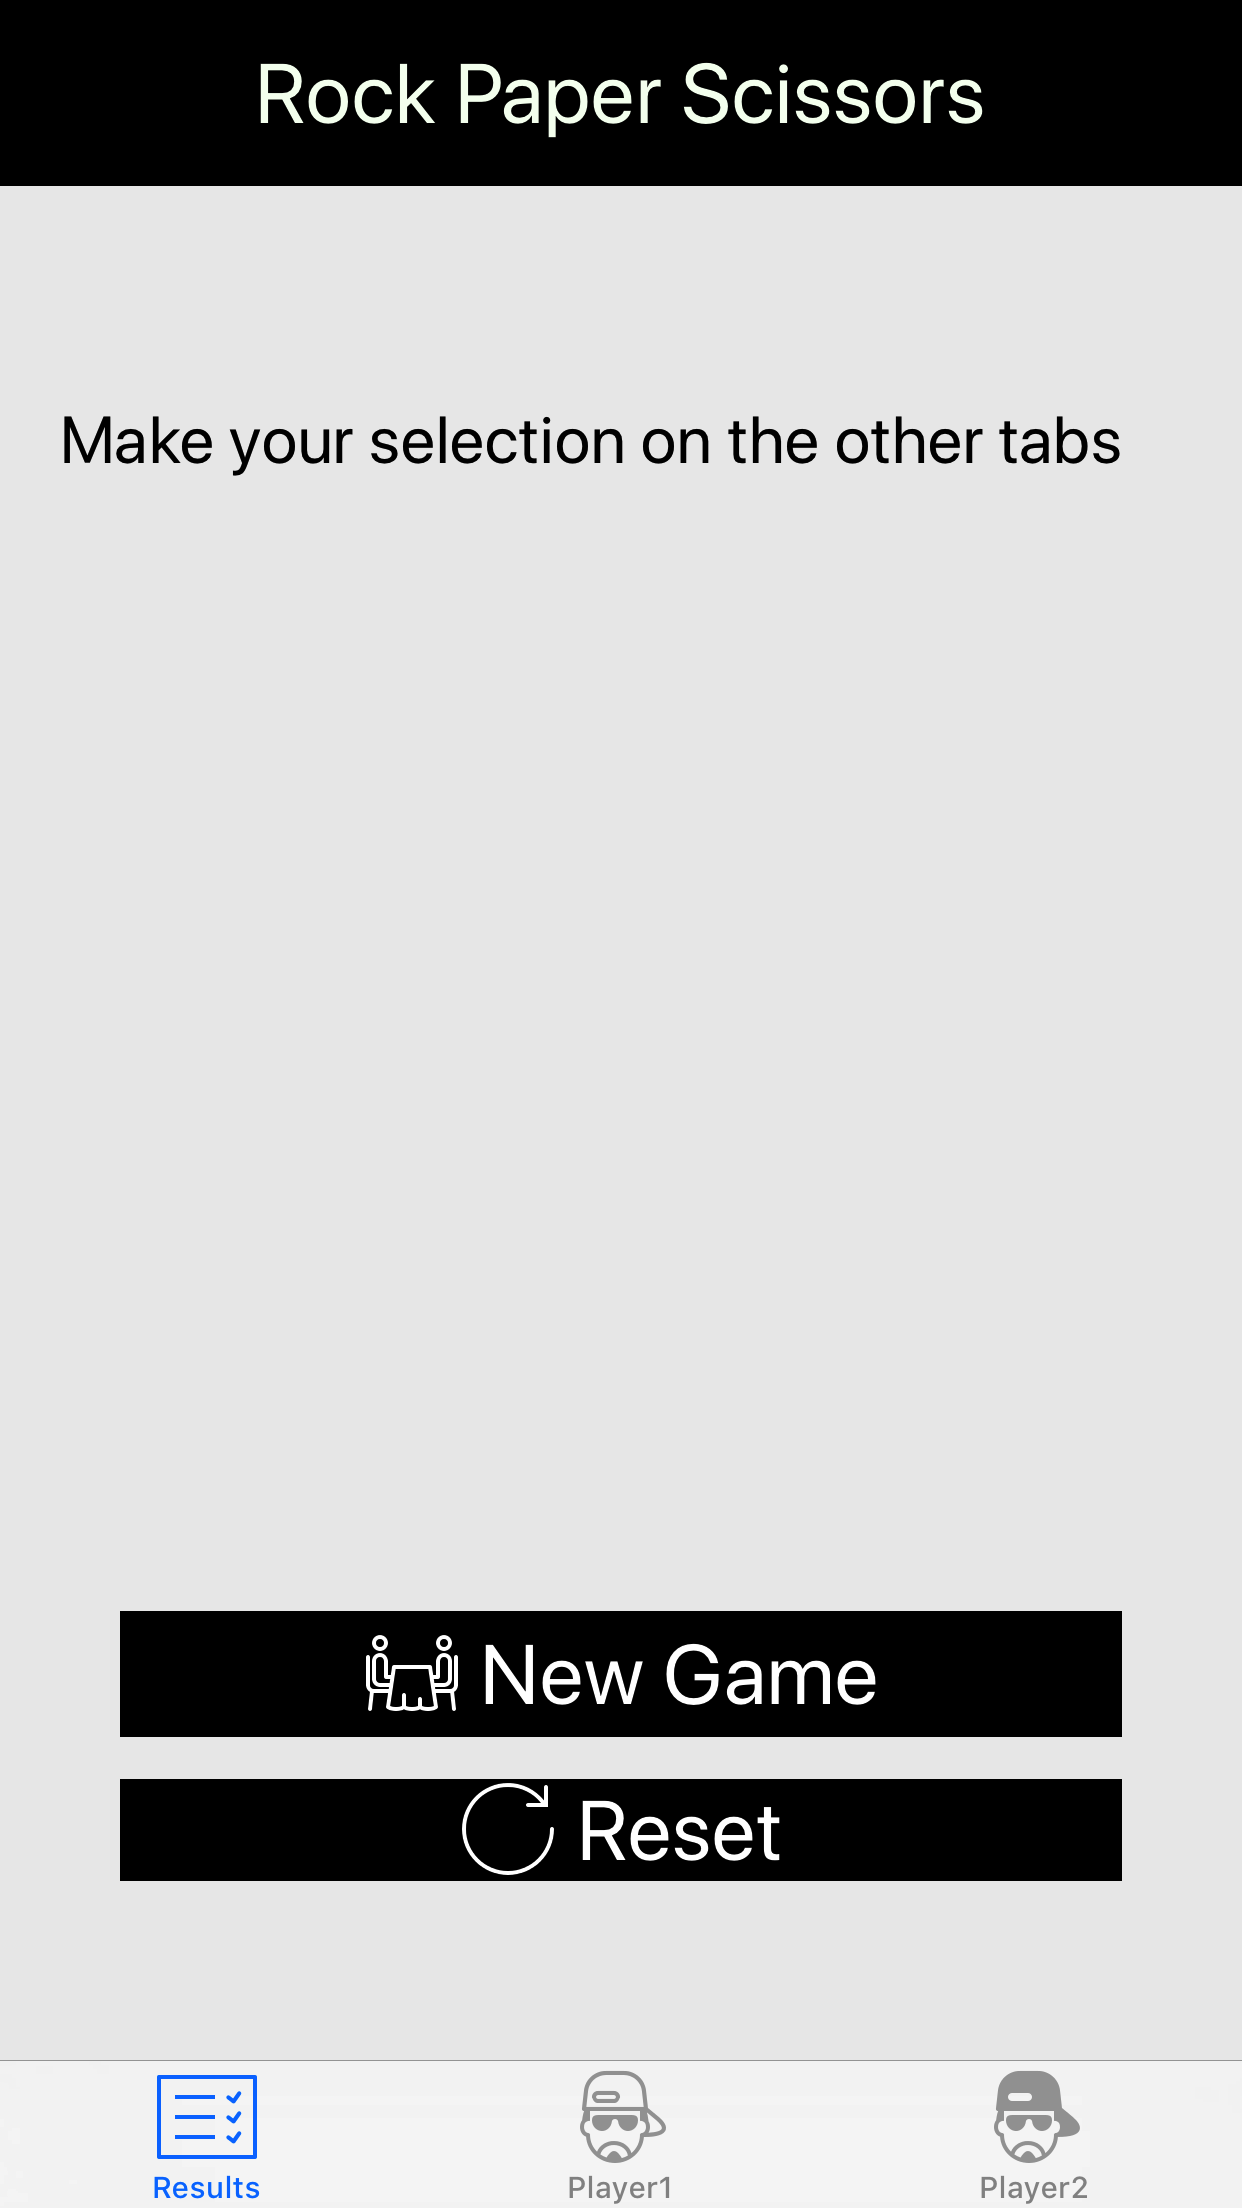 Rock Paper Scissors
Make your selection on the other tabs
New Game
Reset
Results
Player1
Player2